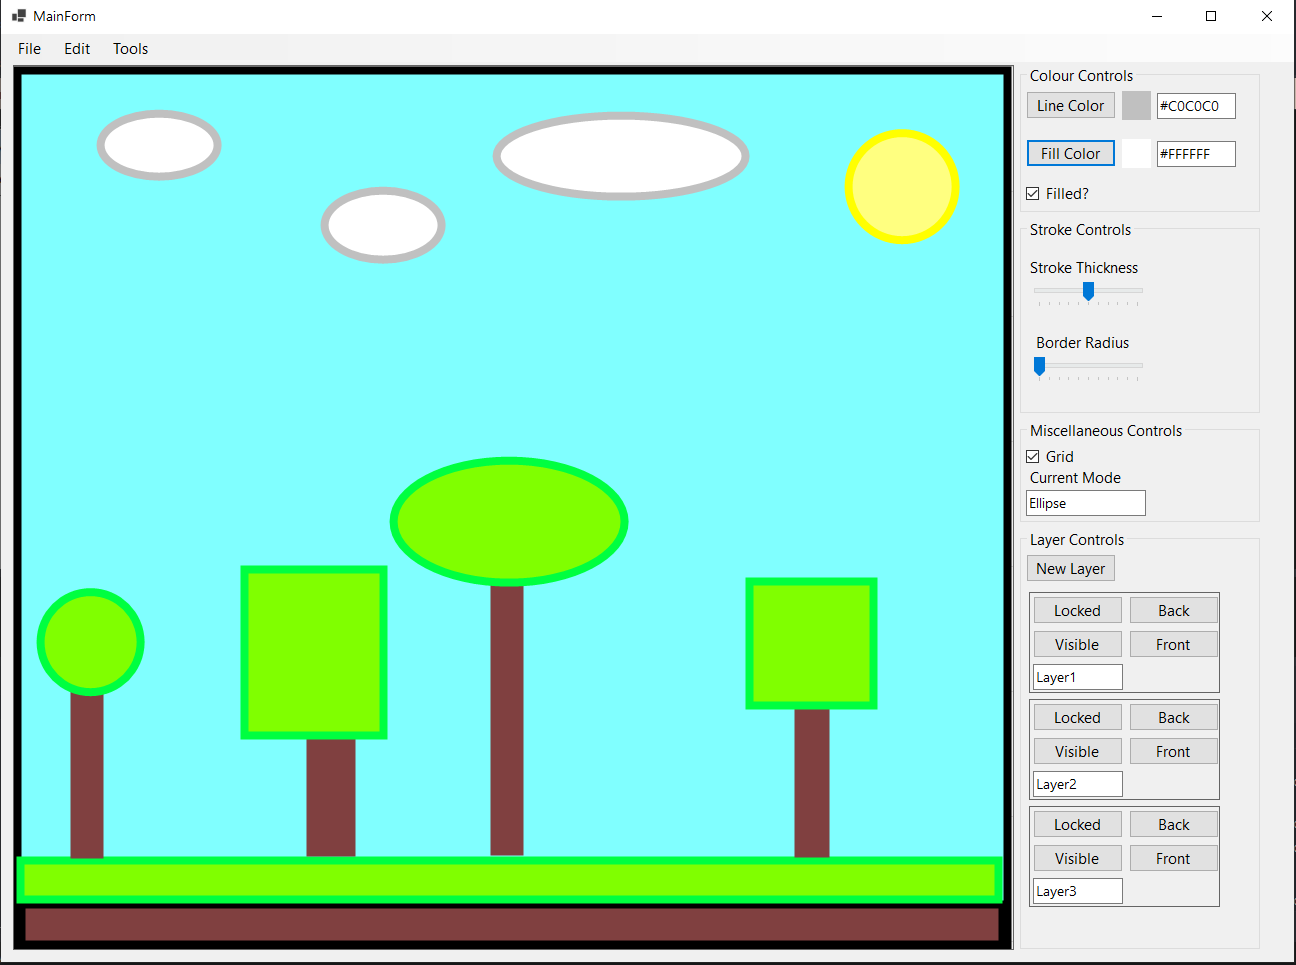 MainForm
File Edit Tools
Colour Controls
Line Color #C0C0C0
Fill Color #FFFFFF
Filled?
Stroke Controls
Stroke Thickness
Border Radius
Miscellaneous Controls
Grid
Current Mode
Ellipse
Layer Controls
New Layer
Locked Back
Visible Front
Layer1
Locked Back
Visible Front
Layer2
Locked Back
Visible Front
Layer3